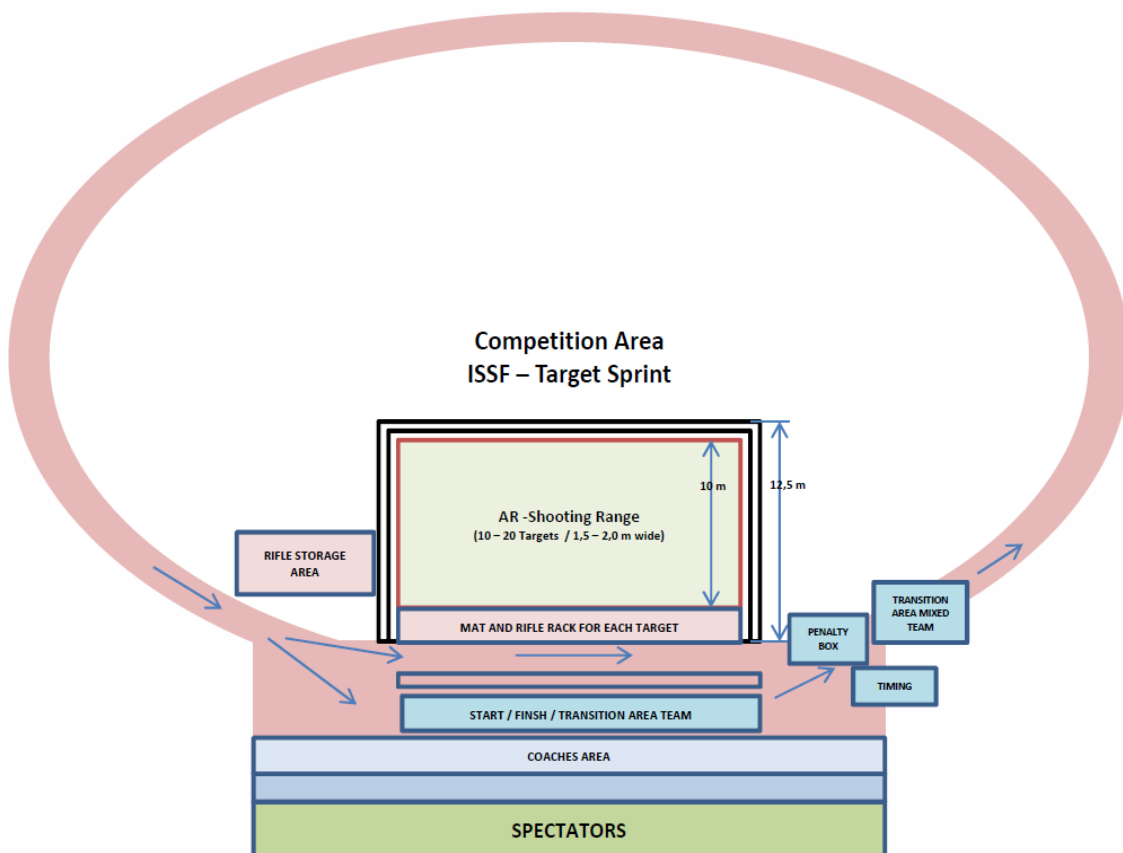 Competition Area
ISSF – Target Sprint
10 m
12,5 m
AR -Shooting Range
(10 – 20 Targets / 1,5 – 2,0 m wide)
RIFLE STORAGE
AREA
TRANSITION
AREA MIXED
TEAM
MAT AND RIFLE RACK FOR EACH TARGET
PENALTY
BOX
TIMING
START / FINSH / TRANSITION AREA TEAM
COACHES AREA
SPECTATORS